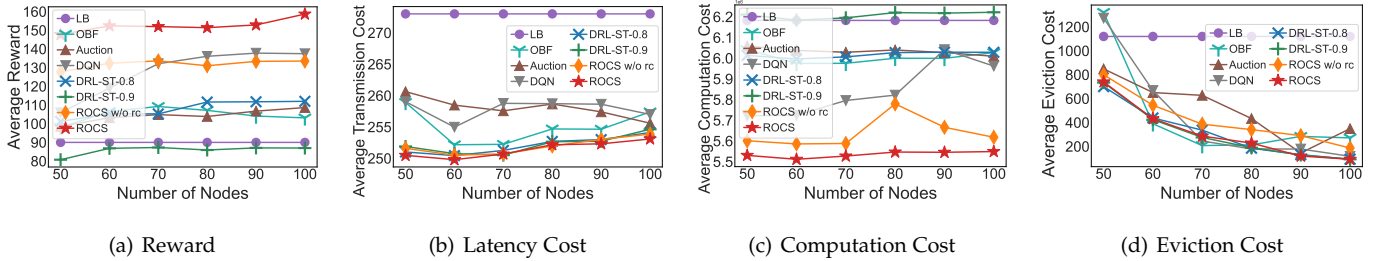 Average Reward
160
150
140
130
120
110
100
90
80
50 60 70 80 90 100
Number of Nodes
LB
OBF
Auction
DQN
DRL-ST-0.8
DRL-ST-0.9
ROCS w/o rc
ROCS
(a) Reward
Average Transmission Cost
270
265
260
255
250
50 60 70 80 90 100
Number of Nodes
LB
OBF
Auction
DQN
DRL-ST-0.8
DRL-ST-0.9
ROCS w/o rc
ROCS
(b) Latency Cost
Average Computation Cost
6.2
6.1
6.0
5.9
5.8
5.7
5.6
5.5
50 60 70 80 90 100
Number of Nodes
LB
OBF
Auction
DQN
DRL-ST-0.8
DRL-ST-0.9
ROCS w/o rc
ROCS
(c) Computation Cost
Average Eviction Cost
1200
1000
800
600
400
200
50 60 70 80 90 100
Number of Nodes
LB
OBF
Auction
DQN
DRL-ST-0.8
DRL-ST-0.9
ROCS w/o rc
ROCS
(d) Eviction Cost